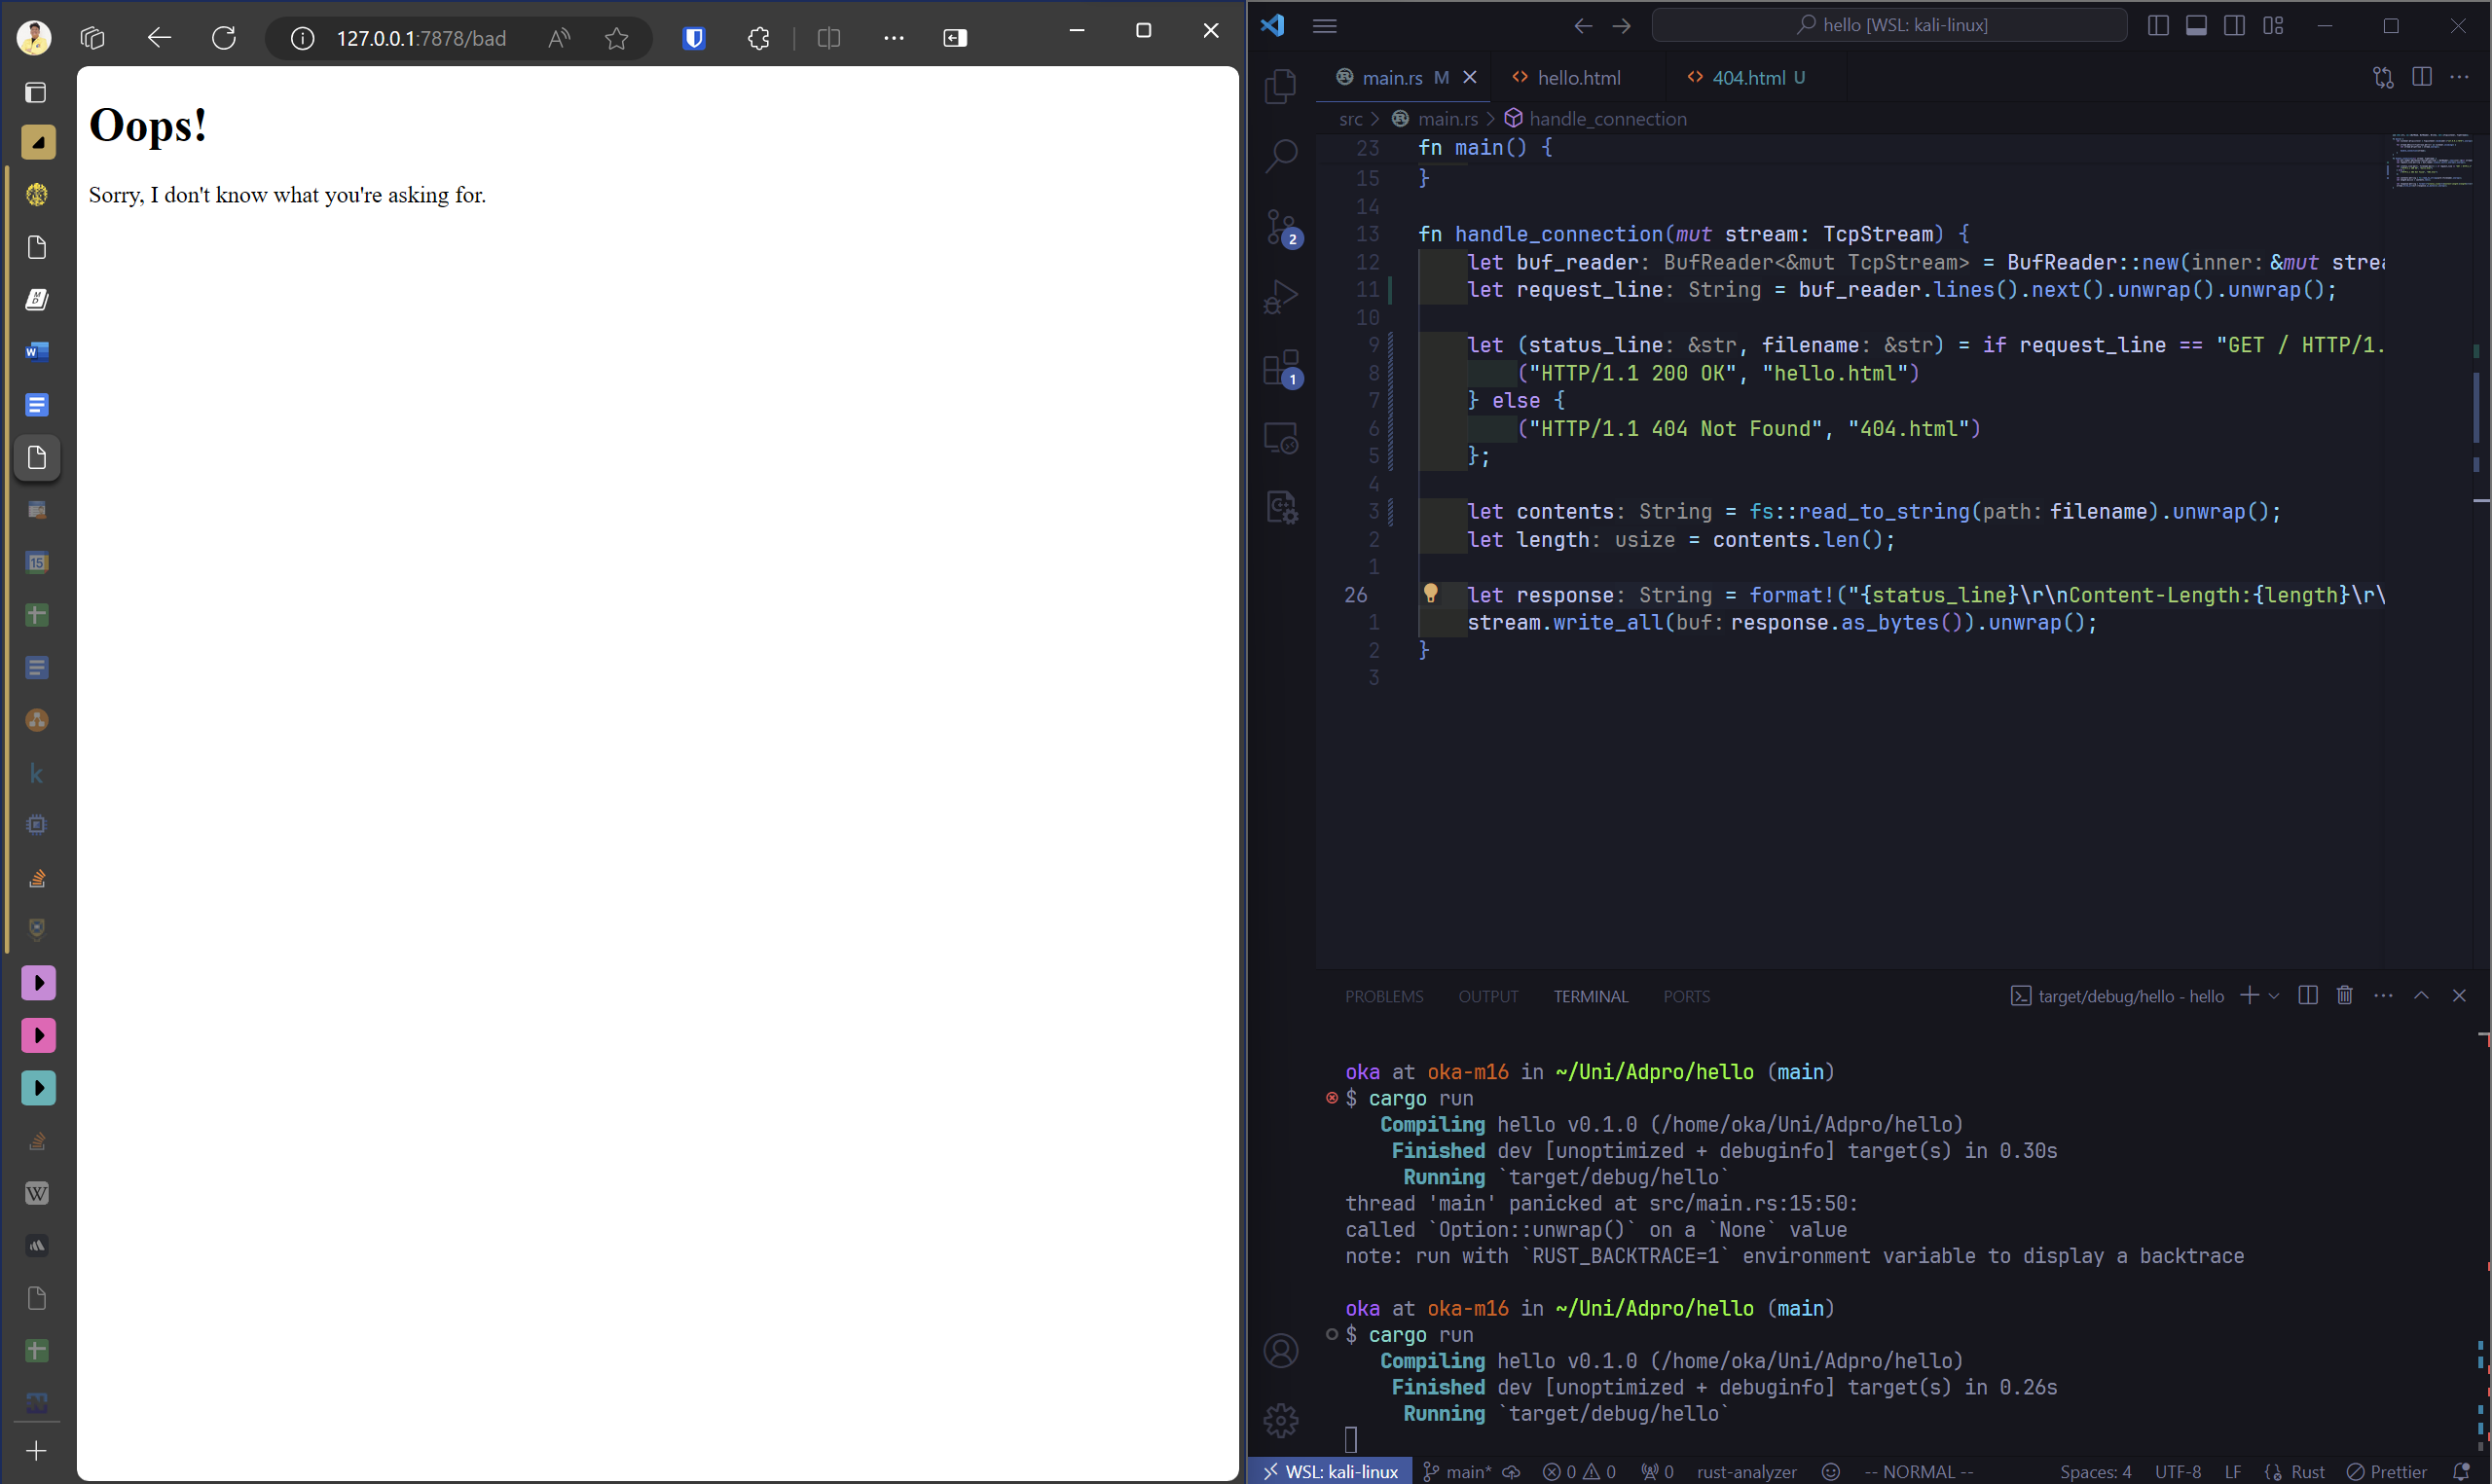 127.0.0.1:7878/bad
Oops!
Sorry, I don't know what you're asking for.
hello [WSL: kali-linux]
main.rs M
hello.html
404.html U
src > main.rs > handle_connection
23 fn main() {
15 }
14
13 fn handle_connection(mut stream: TcpStream) {
12 let buf_reader: BufReader<&mut TcpStream> = BufReader::new(inner: &mut strea
11 let request_line: String = buf_reader.lines().next().unwrap().unwrap();
10
9 let (status_line: &str, filename: &str) = if request_line == "GET / HTTP/1.
8 ("HTTP/1.1 200 OK", "hello.html")
7 } else {
6 ("HTTP/1.1 404 Not Found", "404.html")
5 };
4
3 let contents: String = fs::read_to_string(path: filename).unwrap();
2 let length: usize = contents.len();
1
26 let response: String = format!("{status_line}\r\nContent-Length:{length}\r\
1 stream.write_all(buf: response.as_bytes()).unwrap();
2 }
3
2
1
PROBLEMS OUTPUT TERMINAL PORTS
target/debug/hello - hello
oka at oka-m16 in ~/Uni/Adpro/hello (main)
$ cargo run
Compiling hello v0.1.0 (/home/oka/Uni/Adpro/hello)
Finished dev [unoptimized + debuginfo] target(s) in 0.30s
Running `target/debug/hello`
thread 'main' panicked at src/main.rs:15:50:
called `Option::unwrap()` on a `None` value
note: run with `RUST_BACKTRACE=1` environment variable to display a backtrace
oka at oka-m16 in ~/Uni/Adpro/hello (main)
$ cargo run
Compiling hello v0.1.0 (/home/oka/Uni/Adpro/hello)
Finished dev [unoptimized + debuginfo] target(s) in 0.26s
Running `target/debug/hello`
WSL: kali-linux main* 0 0 0 rust-analyzer -- NORMAL -- Spaces: 4 UTF-8 LF Rust Prettier